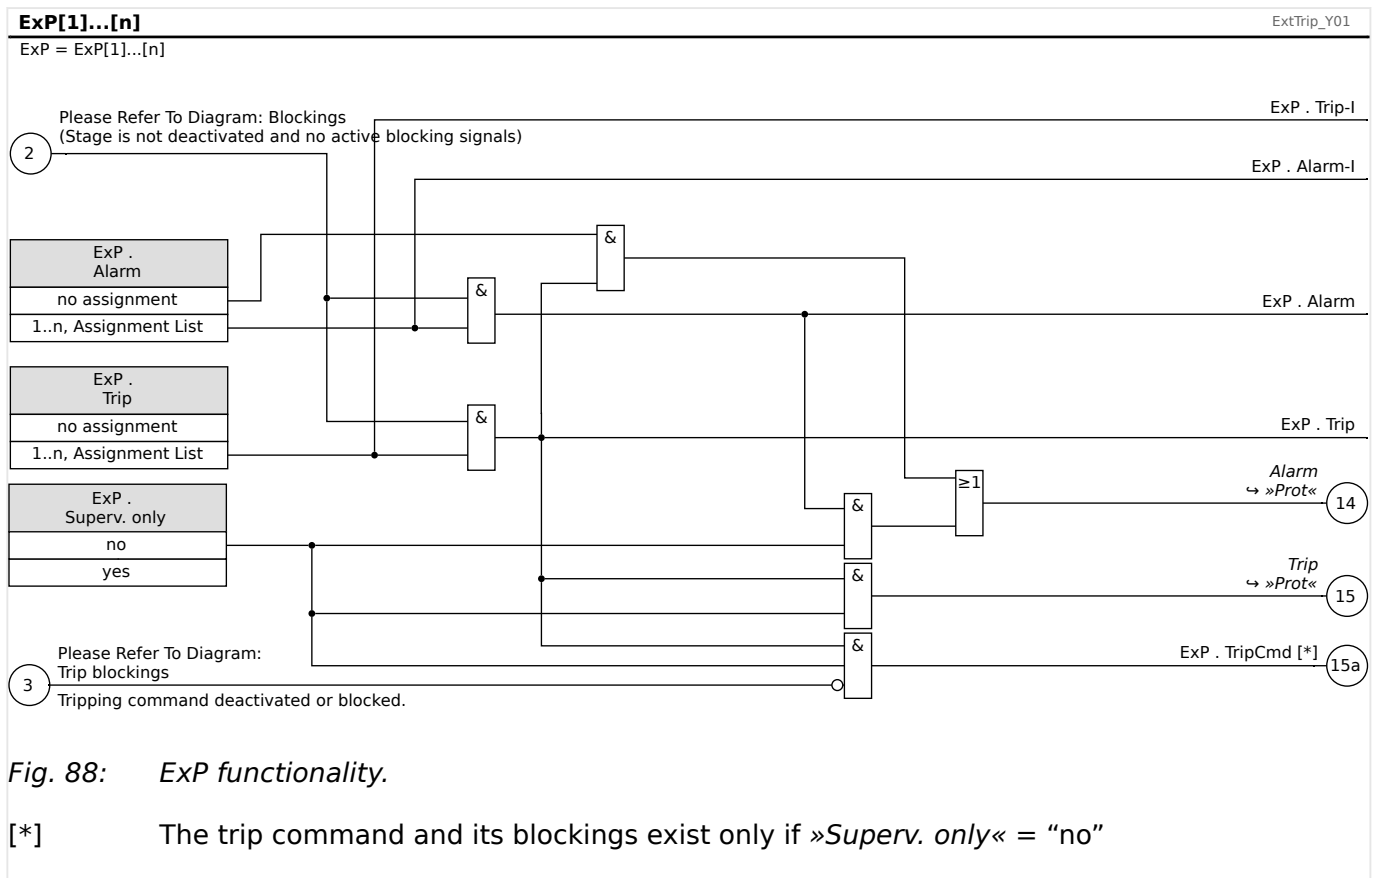 ExP[1]...[n]
ExtTrip_Y01
ExP = ExP[1]...[n]
Please Refer To Diagram: Blockings
(Stage is not deactivated and no active blocking signals)
2
ExP . Trip-I
ExP . Alarm-I
&
ExP .
Alarm
no assignment
1..n, Assignment List
&
ExP . Alarm
ExP .
Trip
no assignment
1..n, Assignment List
&
ExP . Trip
ExP .
Superv. only
no
yes
≥1
Alarm
↪ »Prot«
14
&
&
Trip
↪ »Prot«
15
&
ExP . TripCmd [*]
15a
Please Refer To Diagram:
Trip blockings
3
Tripping command deactivated or blocked.
Fig. 88: ExP functionality.
[*] The trip command and its blockings exist only if »Superv. only« = “no”